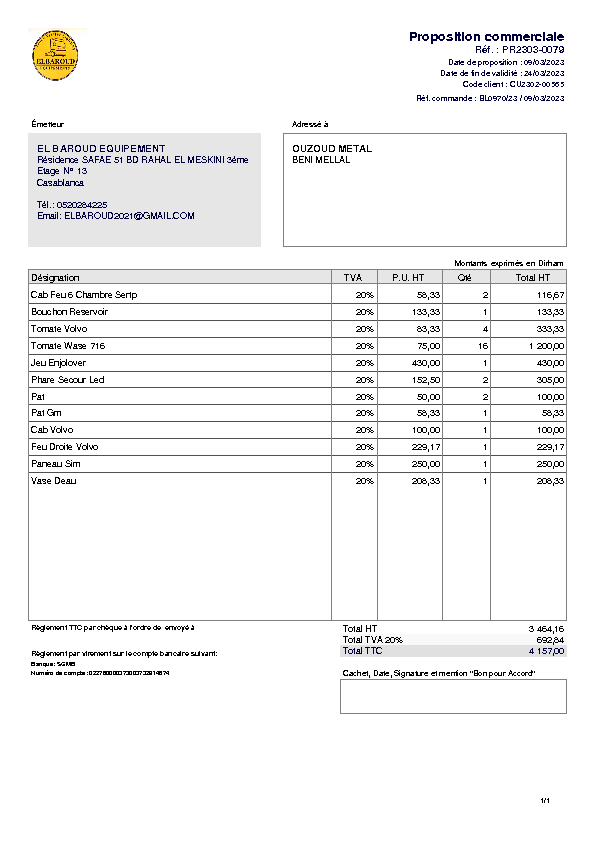 ELBAROUD
EQUIPEMENTS
Proposition commerciale
Réf. : PR2303-0079
Date de proposition : 09/03/2023
Date de fin de validité : 24/03/2023
Code client : CU2302-00565
Réf. commande : BL0970/23 / 09/03/2023
Émetteur
EL BAROUD EQUIPEMENT
Résidence SAFAE 51 BD RAHAL EL MESKINI 3éme
Etage N° 13
Casablanca
Tél.: 0520284225
Email: ELBAROUD2021@GMAIL.COM
Adressé à
OUZOUD METAL
BENI MELLAL
Montants exprimés en Dirham
Désignation TVA P.U. HT Qté Total HT
Cab Feu 6 Chambre Sertp 20% 58,33 2 116,67
Bouchon Reservoir 20% 133,33 1 133,33
Tomate Volvo 20% 83,33 4 333,33
Tomate Wase 716 20% 75,00 16 1 200,00
Jeu Enjolover 20% 430,00 1 430,00
Phare Secour Led 20% 152,50 2 305,00
Pat 20% 50,00 2 100,00
Pat Gm 20% 58,33 1 58,33
Cab Volvo 20% 100,00 1 100,00
Feu Droite Volvo 20% 229,17 1 229,17
Paneau Sim 20% 250,00 1 250,00
Vase Deau 20% 208,33 1 208,33
Règlement TTC par chèque à l'ordre de envoyé à
Règlement par virement sur le compte bancaire suivant:
Banque: SGMB
Numéro de compte:
Total HT 3 464,16
Total TVA 20% 692,84
Total TTC 4 157,00
Cachet, Date, Signature et mention "Bon pour Accord"
1/1